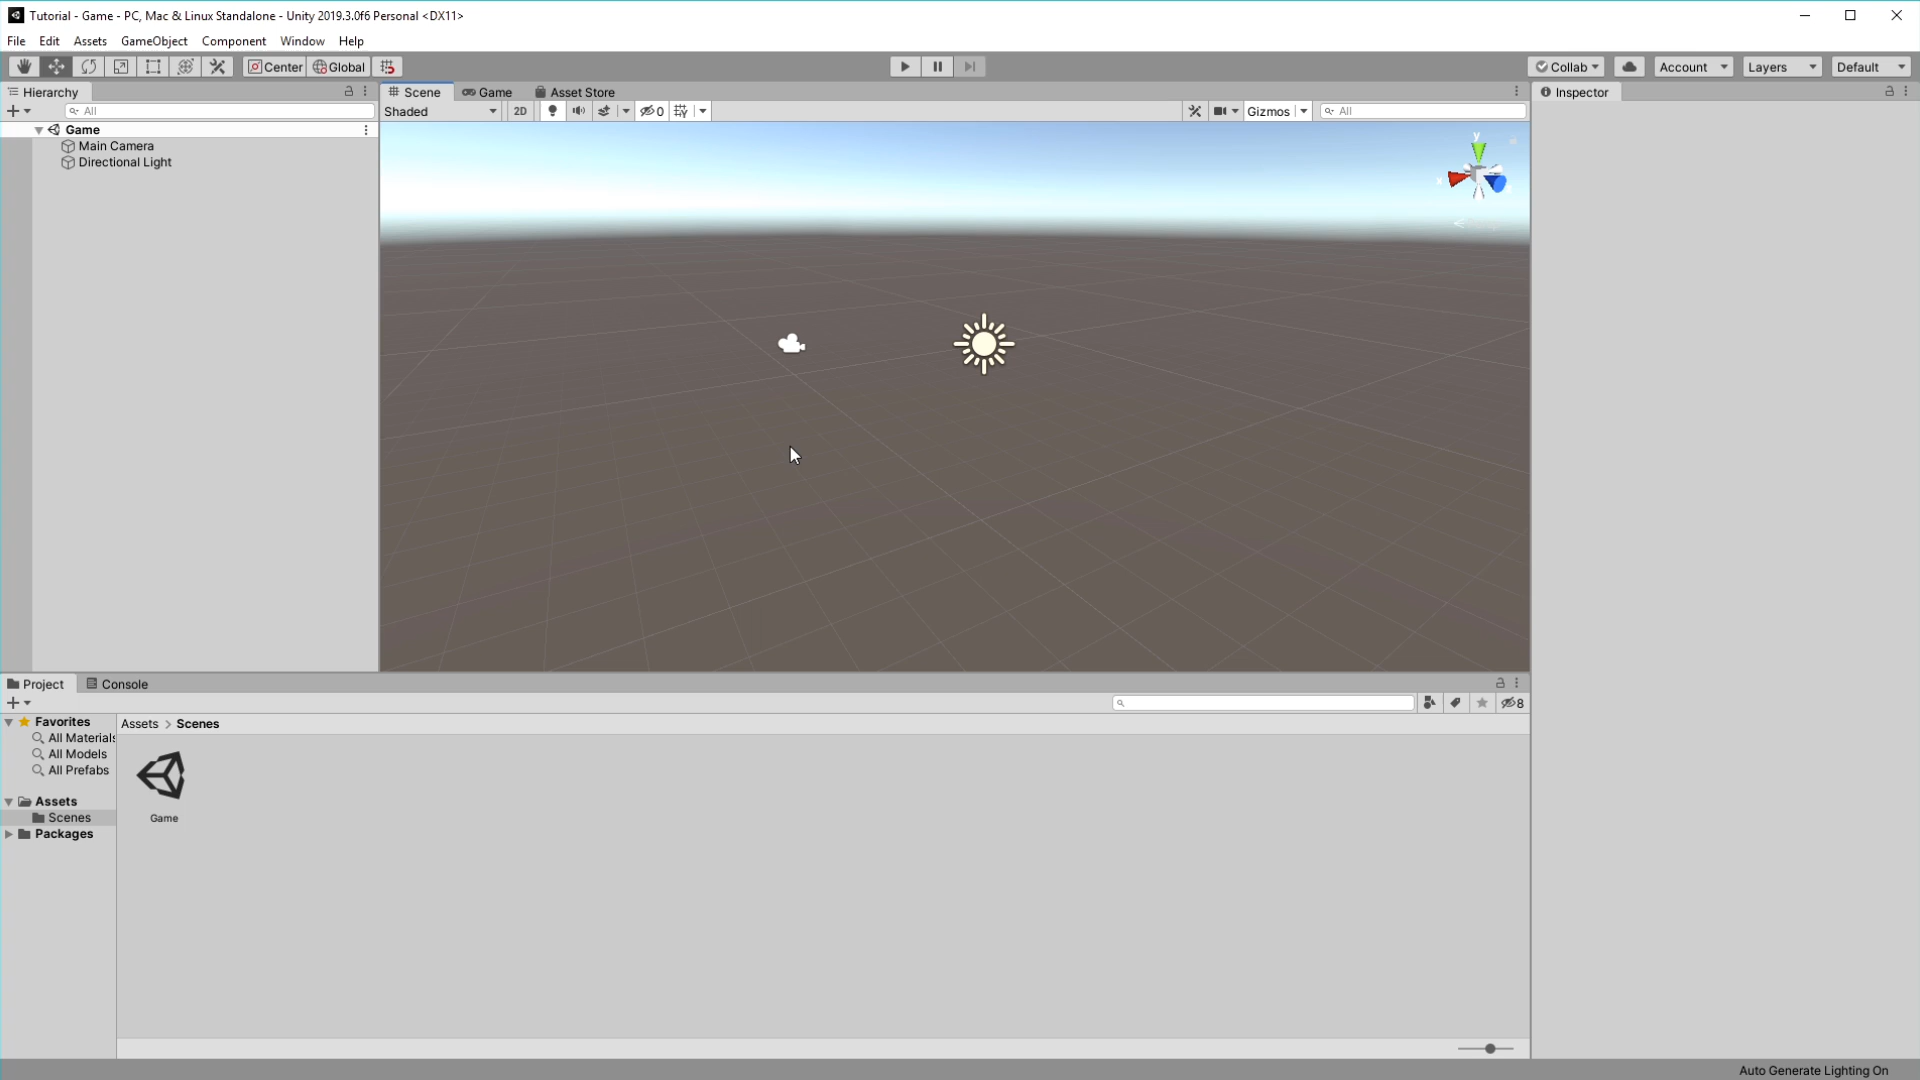 Tutorial - Game - PC, Mac & Linux Standalone - Unity 2019.3.0f6 Personal <DX11>
File Edit Assets GameObject Component Window Help
Center Global Collab Account Layers Default
Hierarchy Scene Game Asset Store Inspector
All Shaded 2D 0 Gizmos All
Game
Main Camera
Directional Light
y
x
Project Console
8
Favorites Assets > Scenes
All Materials
All Models
All Prefabs
Assets
Scenes
Game
Packages
Auto Generate Lighting On